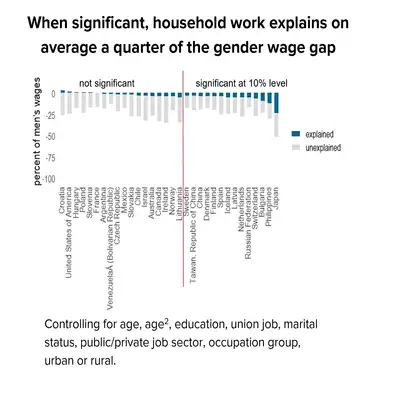 When significant, household work explains on
average a quarter of the gender wage gap
not significant
significant at 10% level
percent of men's wages
0
-25
-50
-75
-100
explained
unexplained
Croatia
United States of America
Hungary
Poland
Slovenia
France
Argentina
VenezuelaÂ (Bolivarian Republic)
Czech Republic
Mexico
Slovakia
Chile
Israel
Australia
Canada
Ireland
Norway
Lithuania
Sweden
Taiwan, Republic of China
China
Denmark
Finland
Spain
Iceland
Latvia
Netherlands
Russian Federation
Switzerland
Bulgaria
Philippines
Japan
Controlling for age, age², education, union job, marital
status, public/private job sector, occupation group,
urban or rural.